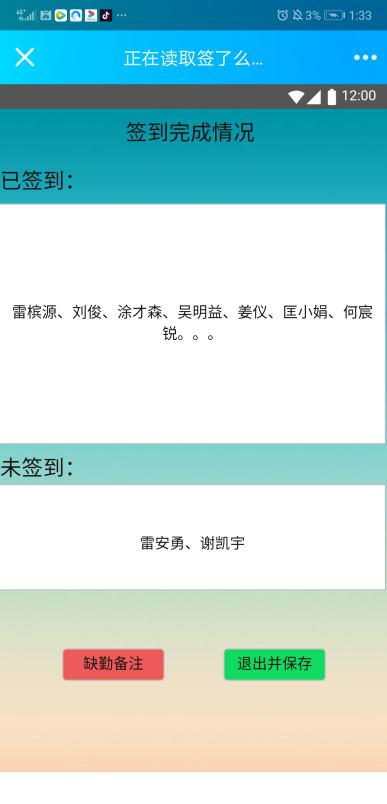 4G+ 3% 1:33
正在读取签了么...
12:00
签到完成情况
已签到：
雷槟源、刘俊、涂才森、吴明益、姜仪、匡小娟、何宸
锐。。。
未签到：
雷安勇、谢凯宇
缺勤备注 退出并保存